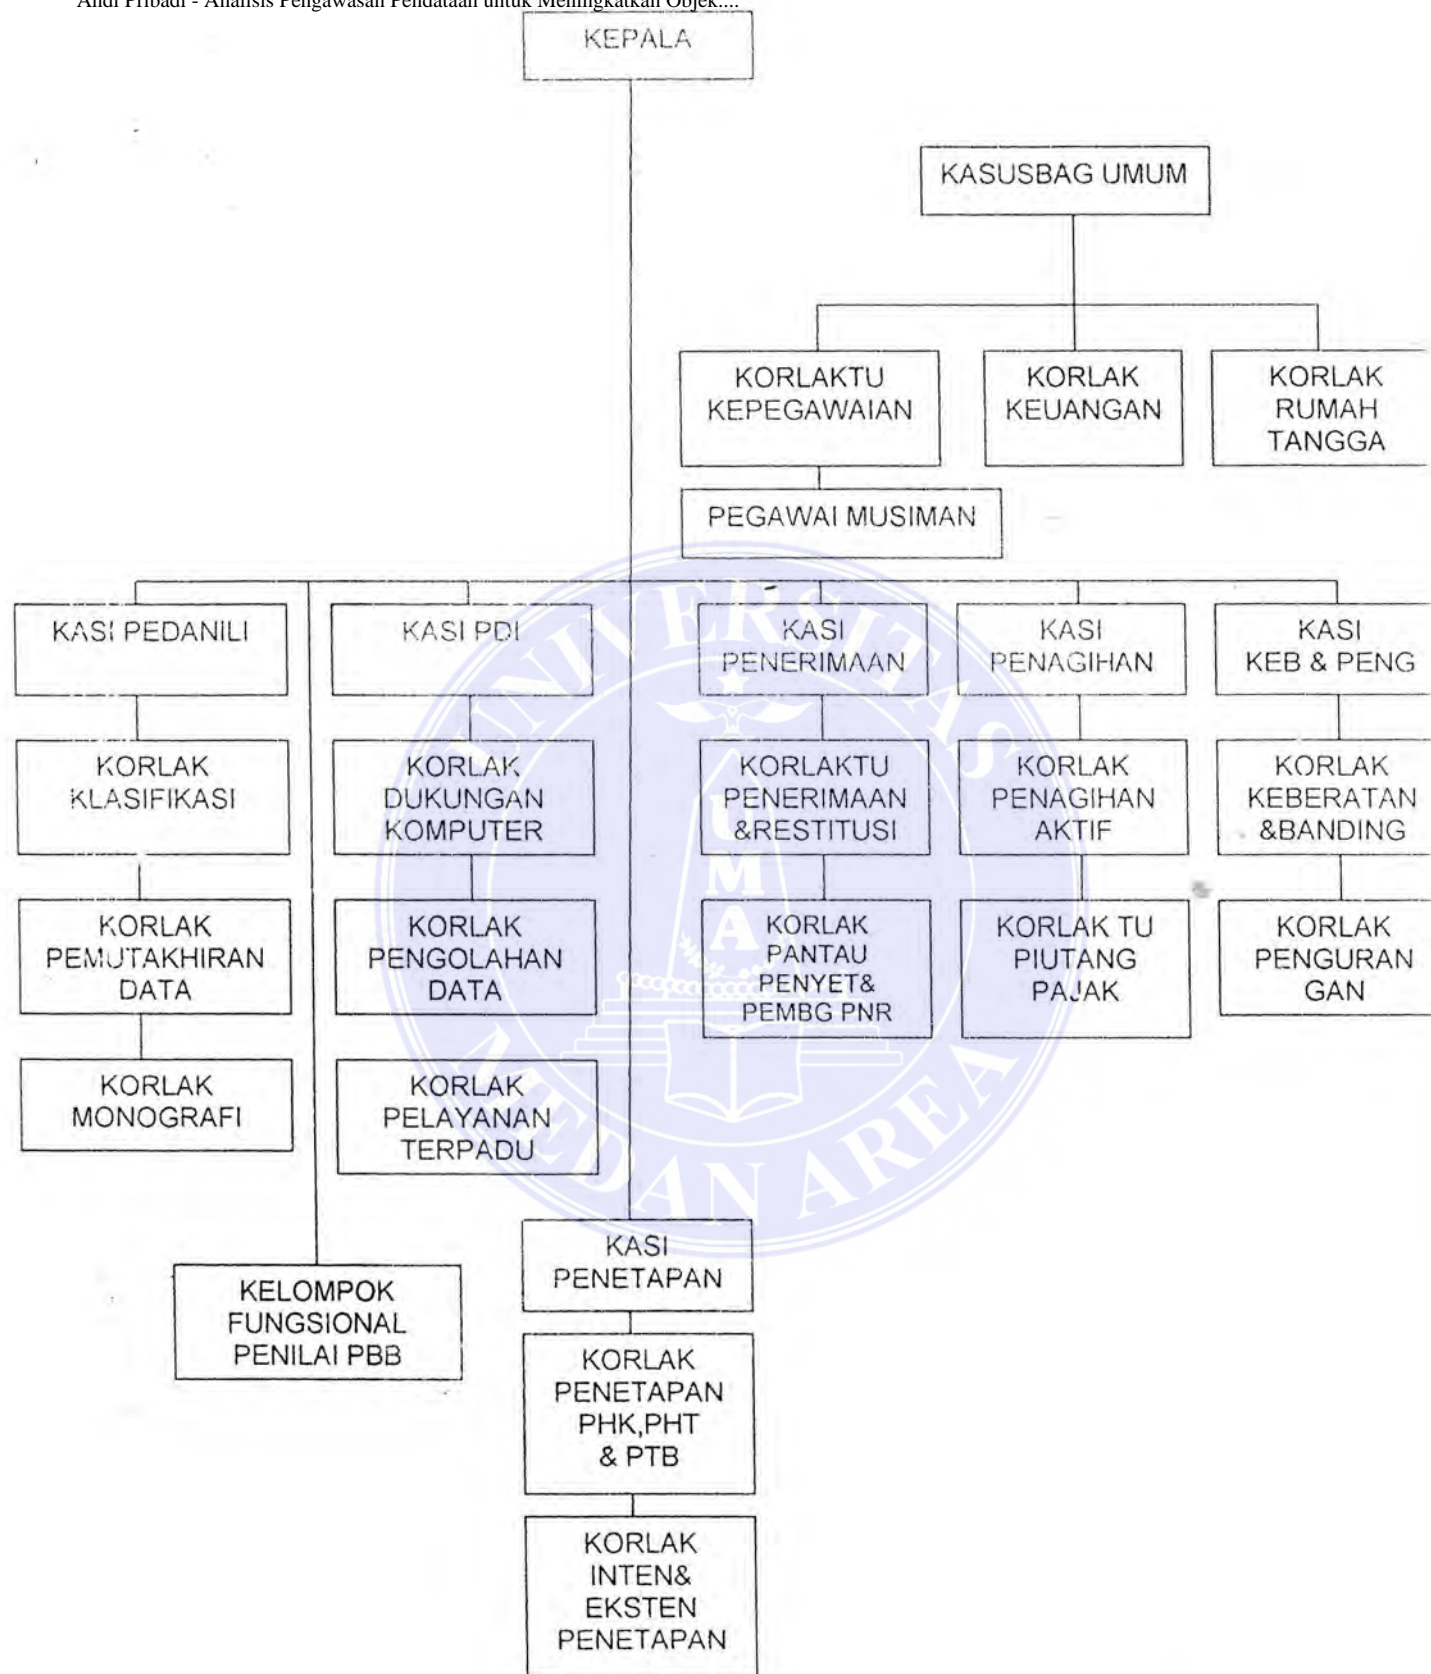 Andi Pribadi - Analisis Pengawasan Pendataan untuk Meningkatkan Objek....
KEPALA
KASUSBAG UMUM
KORLAKTU
KEPEGAWAIAN
KORLAK
KEUANGAN
KORLAK
RUMAH
TANGGA
PEGAWAI MUSIMAN
KASI PEDANILI
KASI PDI
KASI
PENERIMAAN
KASI
PENAGIHAN
KASI
KEB & PENG
KORLAK
KLASIFIKASI
KORLAK
DUKUNGAN
KOMPUTER
KORLAKTU
PENERIMAAN
&RESTITUSI
KORLAK
PENAGIHAN
AKTIF
KORLAK
KEBERATAN
&BANDING
KORLAK
PEMUTAKHIRAN
DATA
KORLAK
PENGOLAHAN
DATA
KORLAK
PANTAU
PENYET&
PEMBG PNR
KORLAK TU
PIUTANG
PAJAK
KORLAK
PENGURAN
GAN
KORLAK
MONOGRAFI
KORLAK
PELAYANAN
TERPADU
KASI
PENETAPAN
KELOMPOK
FUNGSIONAL
PENILAI PBB
KORLAK
PENETAPAN
PHK,PHT
& PTB
KORLAK
INTEN&
EKSTEN
PENETAPAN
UNIVERSITAS
UMA
MEDAN AREA